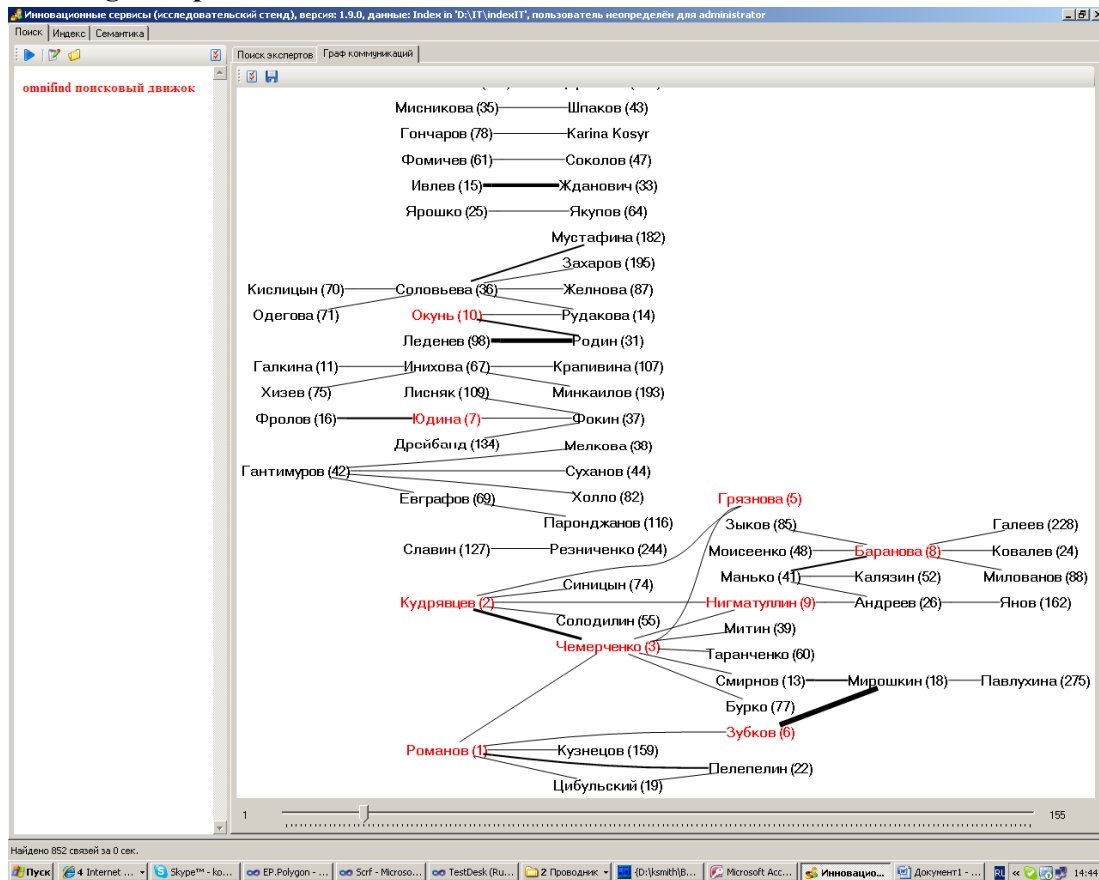 Инновационные сервисы (исследовательский стенд), версия: 1.9.0, данные: Index in 'D:\IT\indexIT', пользователь неопределён для administrator
Поиск Индекс Семантика
Поиск экспертов Граф коммуникаций
omnifind поисковый движок
Мисникова (35) Шпаков (43)
Гончаров (78) Karina Kosyr
Фомичев (61) Соколов (47)
Ивлев (15) Жданович (33)
Ярошко (25) Якупов (64)
Мустафина (182)
Захаров (195)
Кислицын (70) Соловьева (36) Желнова (87)
Одегова (71) Окунь (10) Рудакова (14)
Леденев (98) Родин (31)
Галкина (11) Инихова (67) Крапивина (107)
Хизев (75) Лисняк (109) Минкаилов (193)
Фролов (16) Юдина (7) Фокин (37)
Дрейбанд (134) Мелкова (38)
Гантимуров (42) Суханов (44)
Евграфов (69) Холло (82) Грязнова (5)
Паронджанов (116) Зыков (85) Галеев (228)
Славин (127) Резниченко (244) Моисеенко (48) Баранова (8) Ковалев (24)
Синицын (74) Манько (41) Калязин (52) Милованов (88)
Кудрявцев (2) Нигматуллин (9) Андреев (26) Янов (162)
Солодилин (55) Митин (39)
Чемерченко (3) Таранченко (60)
Смирнов (13) Мирошкин (18) Павлухина (275)
Бурко (77)
Зубков (6)
Романов (1) Кузнецов (159)
Пелепелин (22)
Цибульский (19)
1 155
Найдено 852 связей за 0 сек.
Пуск 4 Internet ... Skype™ - ko... EP.Polygon - ... Scrf - Microso... TestDesk (Ru... 2 Проводник {D:\ksmith\B... Microsoft Acc... Инновацио... Документ1 - ... RL « 14:44